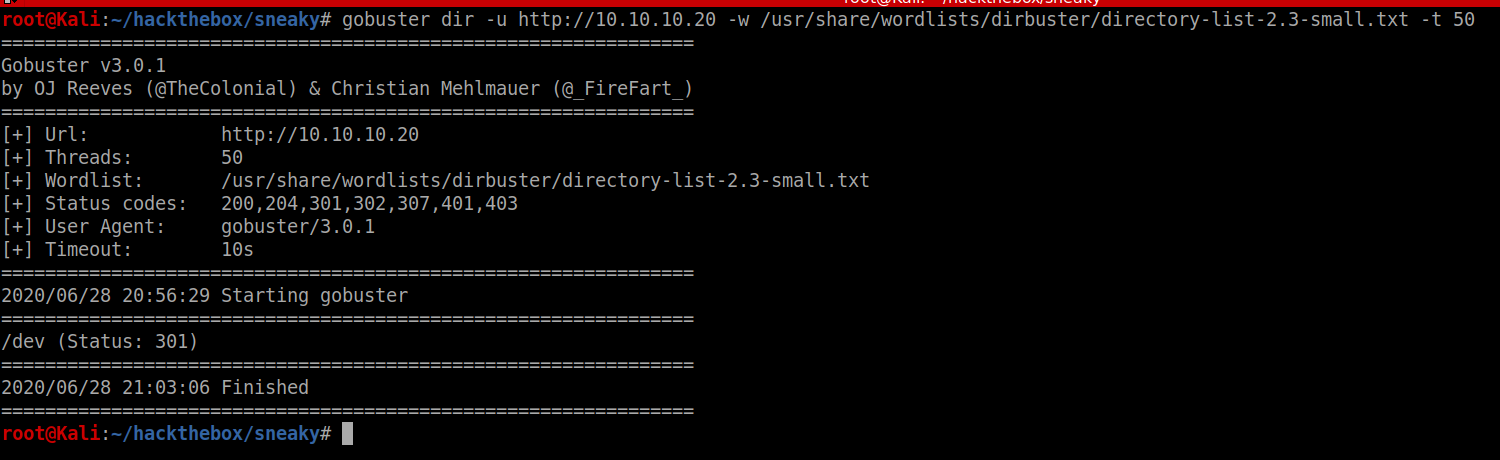 root@Kali: ~/hackthebox/sneaky
root@Kali:~/hackthebox/sneaky# gobuster dir -u http://10.10.10.20 -w /usr/share/wordlists/dirbuster/directory-list-2.3-small.txt -t 50
===============================================================
Gobuster v3.0.1
by OJ Reeves (@TheColonial) & Christian Mehlmauer (@_FireFart_)
===============================================================
[+] Url:            http://10.10.10.20
[+] Threads:        50
[+] Wordlist:       /usr/share/wordlists/dirbuster/directory-list-2.3-small.txt
[+] Status codes:   200,204,301,302,307,401,403
[+] User Agent:     gobuster/3.0.1
[+] Timeout:        10s
===============================================================
2020/06/28 20:56:29 Starting gobuster
===============================================================
/dev (Status: 301)
===============================================================
2020/06/28 21:03:06 Finished
===============================================================
root@Kali:~/hackthebox/sneaky#